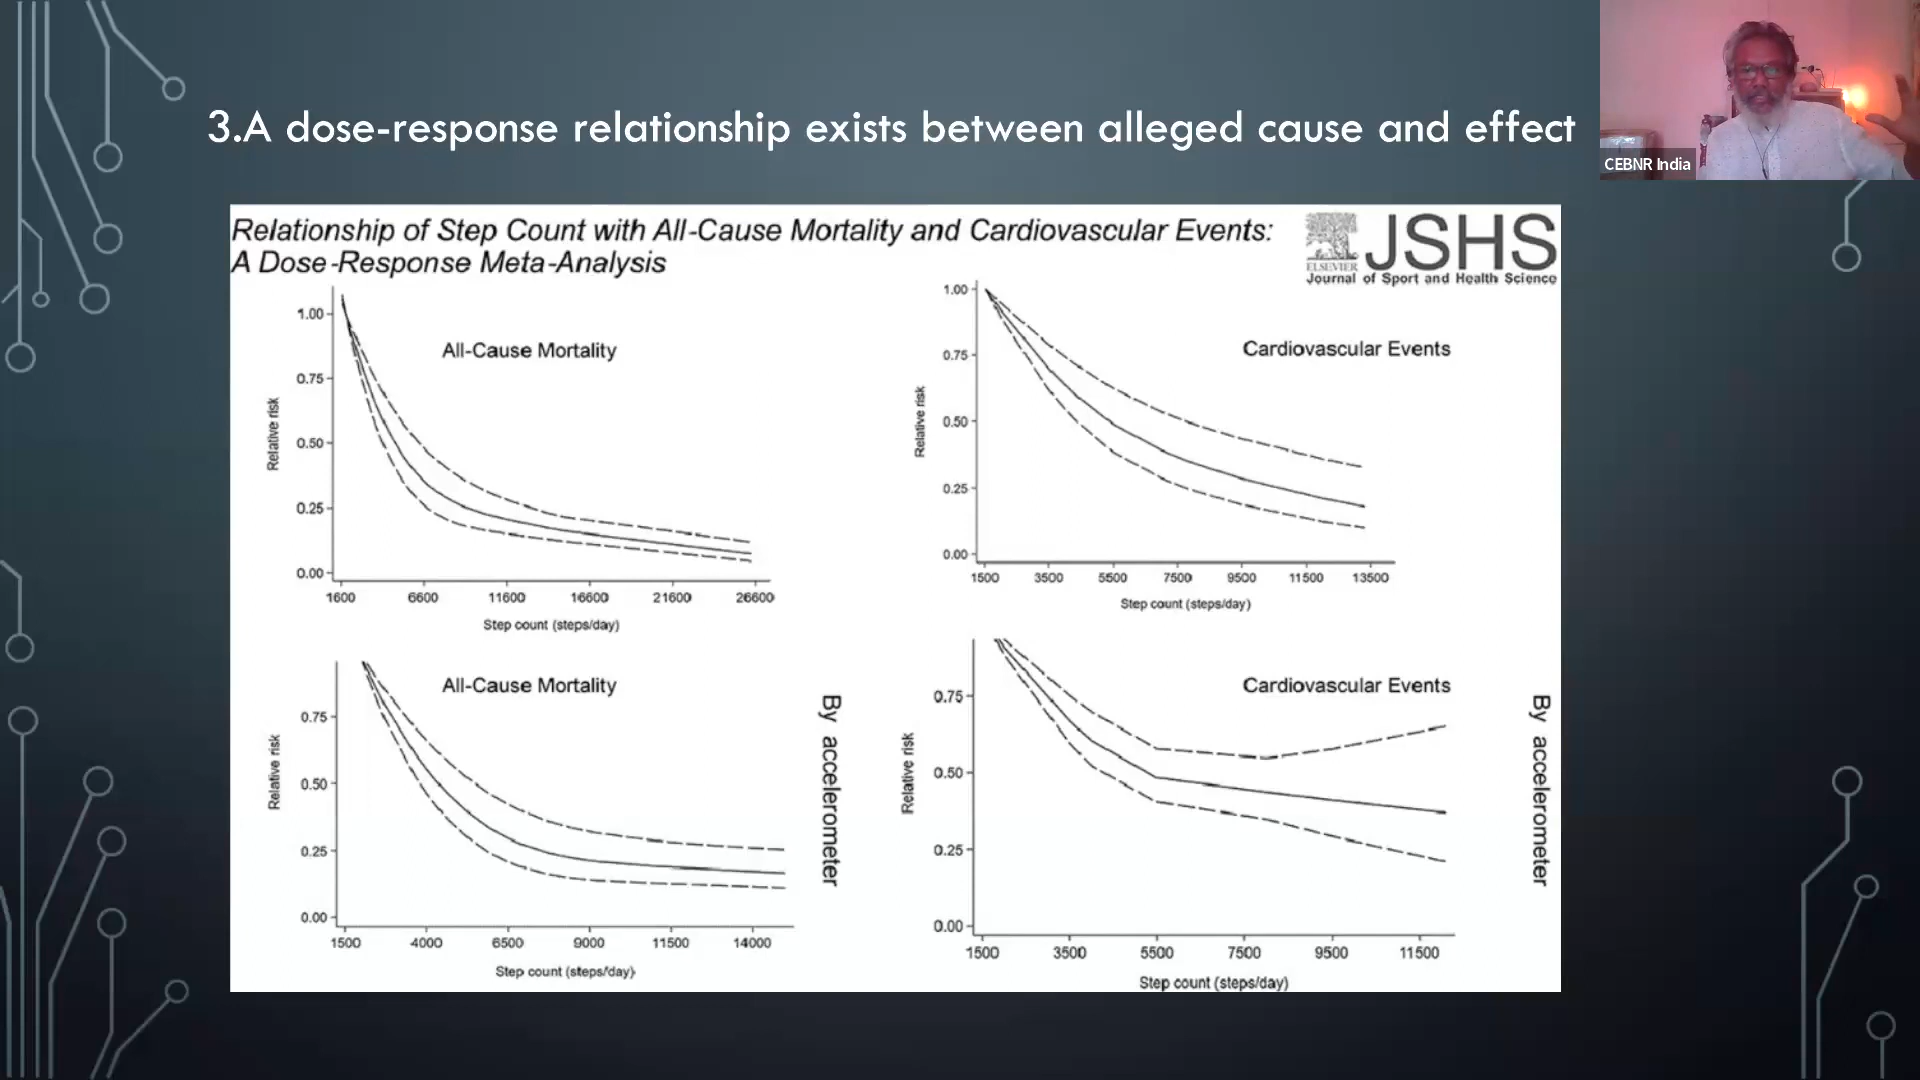 3.A dose-response relationship exists between alleged cause and effect
CEBNR India
Relationship of Step Count with All-Cause Mortality and Cardiovascular Events:
A Dose-Response Meta-Analysis
ELSEVIER
JSHS
Journal of Sport and Health Science
All-Cause Mortality
Relative risk
1.00
0.75
0.50
0.25
0.00
1600 6600 11600 16600 21600 26600
Step count (steps/day)
Cardiovascular Events
Relative risk
1.00
0.75
0.50
0.25
0.00
1500 3500 5500 7500 9500 11500 13500
Step count (steps/day)
All-Cause Mortality
Relative risk
0.75
0.50
0.25
0.00
1500 4000 6500 9000 11500 14000
Step count (steps/day)
By accelerometer
Cardiovascular Events
Relative risk
0.75
0.50
0.25
0.00
1500 3500 5500 7500 9500 11500
Step count (steps/day)
By accelerometer